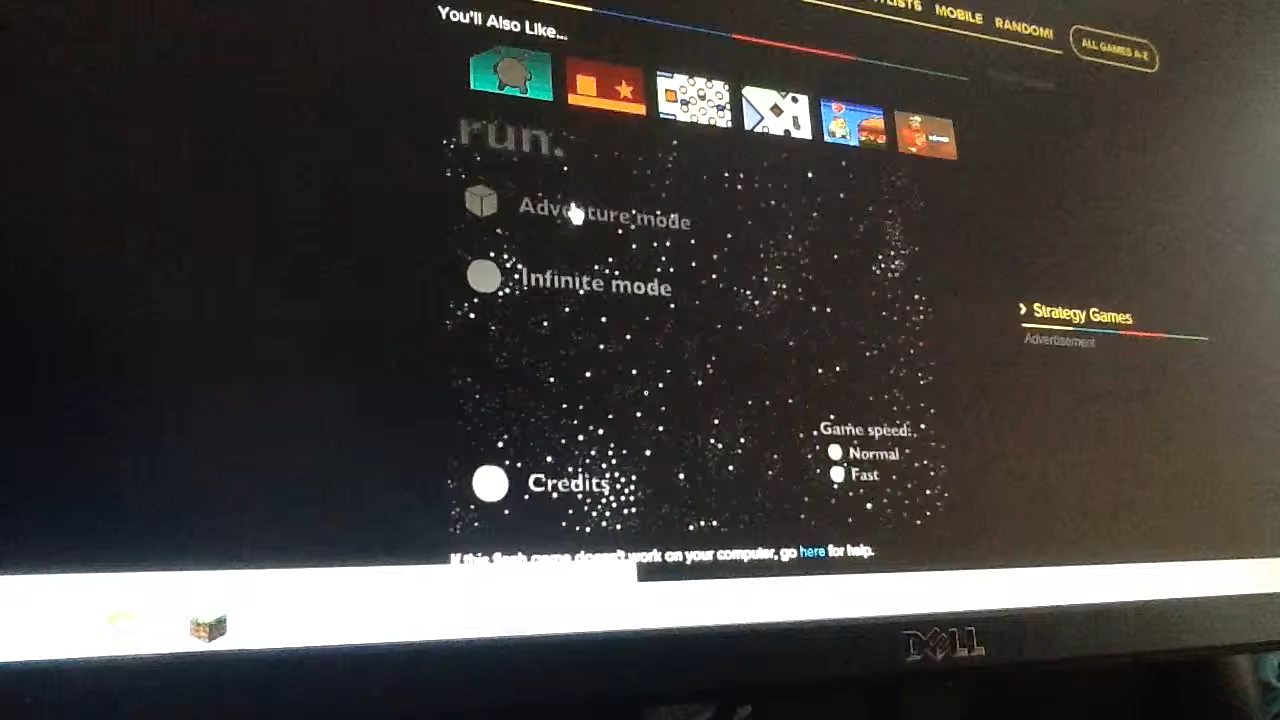 MOBILE RANDOM!
ALL GAMES A-Z
You'll Also Like...
run.
Adventure mode
Infinite mode
Strategy Games
Advertisement
Game speed:
Normal
Fast
Credits
If this flash game doesn't work on your computer, go here for help.
DELL